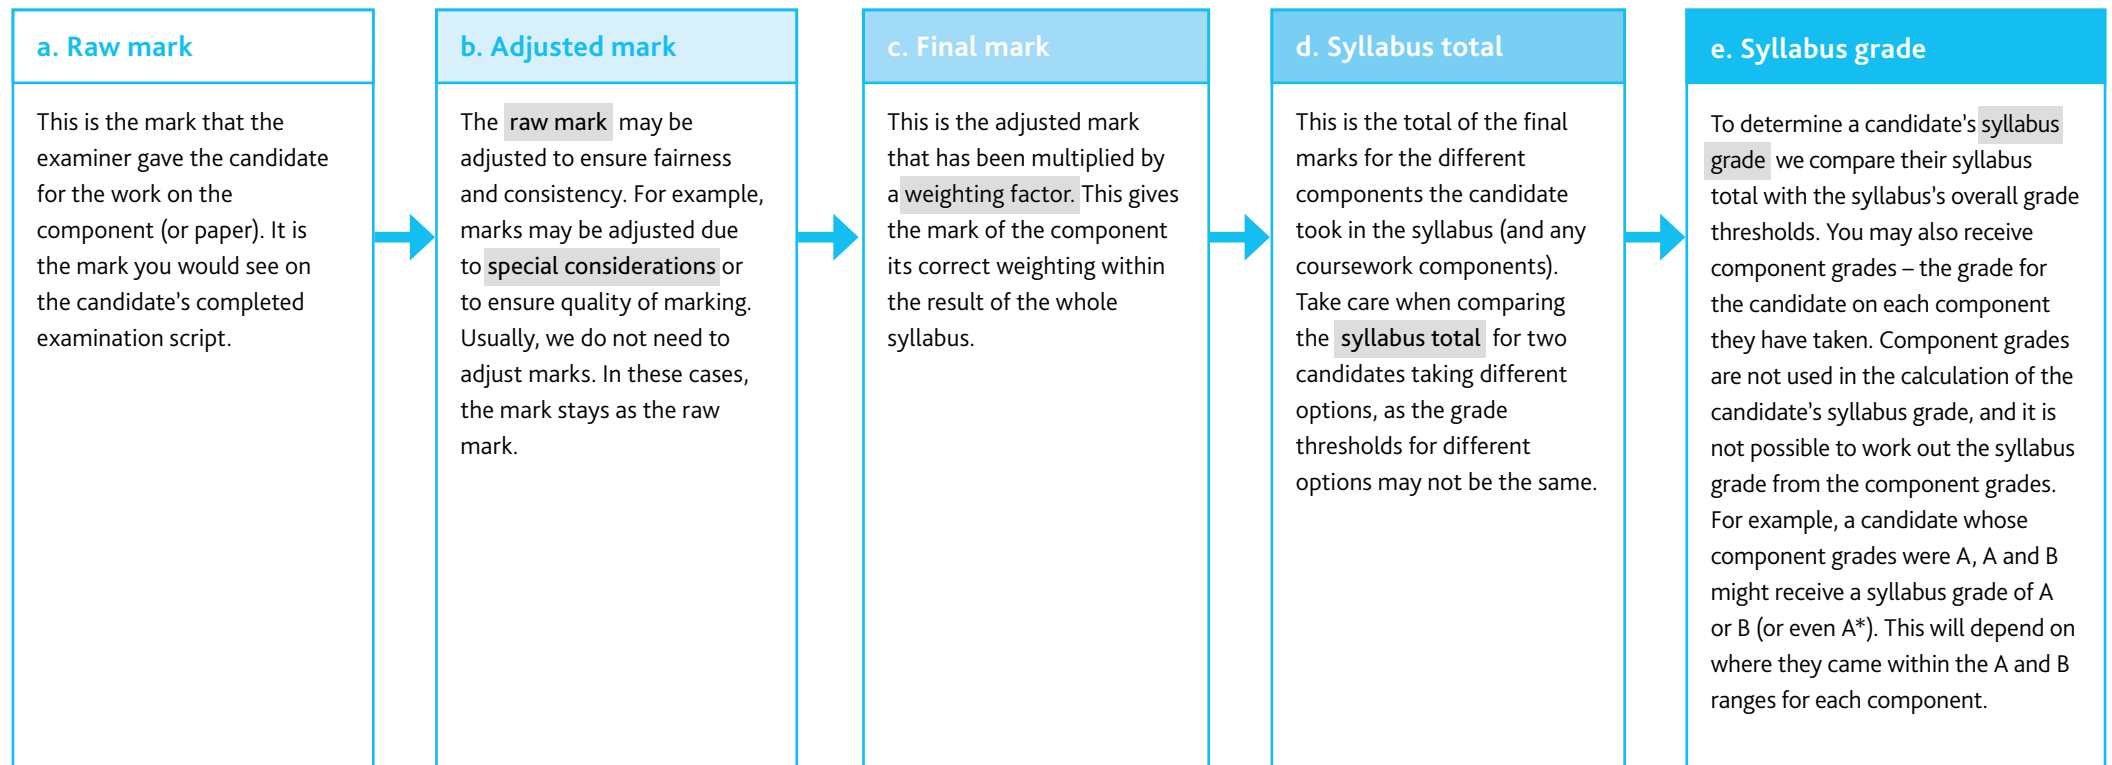 a. Raw mark
This is the mark that the
examiner gave the candidate
for the work on the
component (or paper). It is
the mark you would see on
the candidate’s completed
examination script.
b. Adjusted mark
The raw mark may be
adjusted to ensure fairness
and consistency. For example,
marks may be adjusted due
to special considerations or
to ensure quality of marking.
Usually, we do not need to
adjust marks. In these cases,
the mark stays as the raw
mark.
c. Final mark
This is the adjusted mark
that has been multiplied by
a weighting factor. This gives
the mark of the component
its correct weighting within
the result of the whole
syllabus.
d. Syllabus total
This is the total of the final
marks for the different
components the candidate
took in the syllabus (and any
coursework components).
Take care when comparing
the syllabus total for two
candidates taking different
options, as the grade
thresholds for different
options may not be the same.
e. Syllabus grade
To determine a candidate’s syllabus
grade we compare their syllabus
total with the syllabus’s overall grade
thresholds. You may also receive
component grades – the grade for
the candidate on each component
they have taken. Component grades
are not used in the calculation of the
candidate’s syllabus grade, and it is
not possible to work out the syllabus
grade from the component grades.
For example, a candidate whose
component grades were A, A and B
might receive a syllabus grade of A
or B (or even A*). This will depend on
where they came within the A and B
ranges for each component.